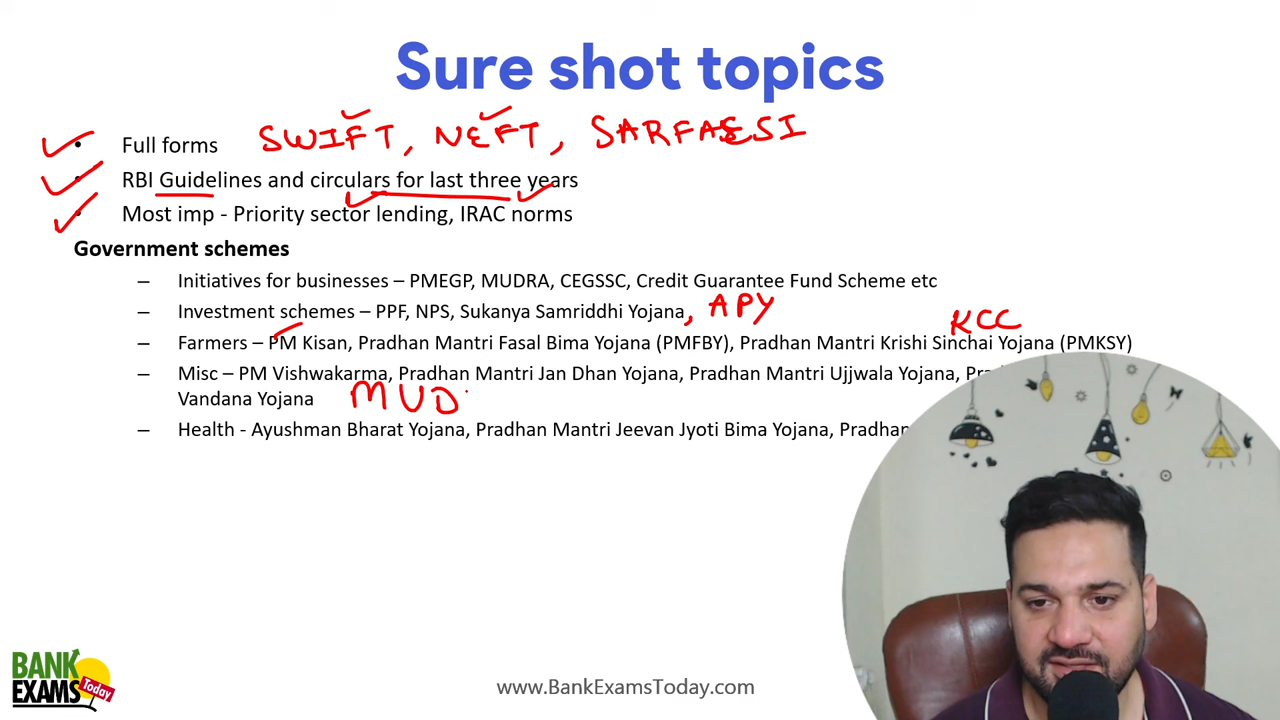 Sure shot topics
Full forms SWIFT, NEFT, SARFAESI
RBI Guidelines and circulars for last three years
Most imp - Priority sector lending, IRAC norms
Government schemes
– Initiatives for businesses – PMEGP, MUDRA, CEGSSC, Credit Guarantee Fund Scheme etc
– Investment schemes – PPF, NPS, Sukanya Samriddhi Yojana, APY
KCC
– Farmers – PM Kisan, Pradhan Mantri Fasal Bima Yojana (PMFBY), Pradhan Mantri Krishi Sinchai Yojana (PMKSY)
– Misc – PM Vishwakarma, Pradhan Mantri Jan Dhan Yojana, Pradhan Mantri Ujjwala Yojana,
Vandana Yojana MUD
– Health - Ayushman Bharat Yojana, Pradhan Mantri Jeevan Jyoti Bima Yojana, Pradhan
BANK
EXAMS
Today
www.BankExamsToday.com